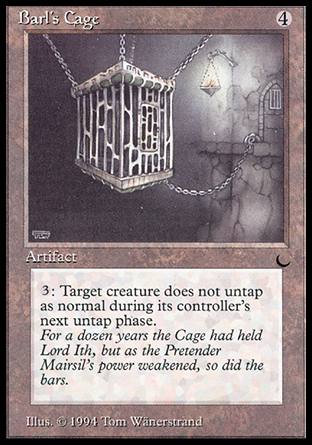 Barl's Cage 4
Artifact
3: Target creature does not untap
as normal during its controller's
next untap phase.
For a dozen years the Cage had held
Lord Ith, but as the Pretender
Mairsil's power weakened, so did the
bars.
Illus. © 1994 Tom Wänerstrand